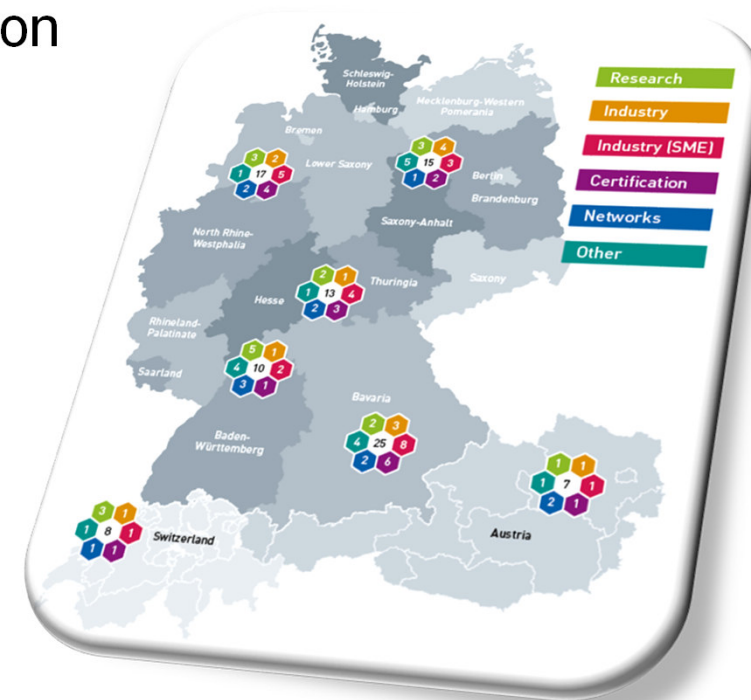 on
Research
Industry
Industry (SME)
Certification
Networks
Other
Schleswig-
Holstein
Hamburg
Mecklenburg-Western
Pomerania
Bremen
Lower Saxony
Berlin
Brandenburg
3 2
1 17 5
2 4
3 4
5 15 3
1 2
Saxony-Anhalt
North Rhine-
Westphalia
2 1
1 13 4
2 3
Hesse
Thuringia
Saxony
Rhineland-
Palatinate
Saarland
5 1
4 10 2
3 1
Bavaria
2 3
4 25 8
2 6
Baden-
Württemberg
1 1
1 7 1
2 1
Austria
3 1
1 8 1
1 1
Switzerland